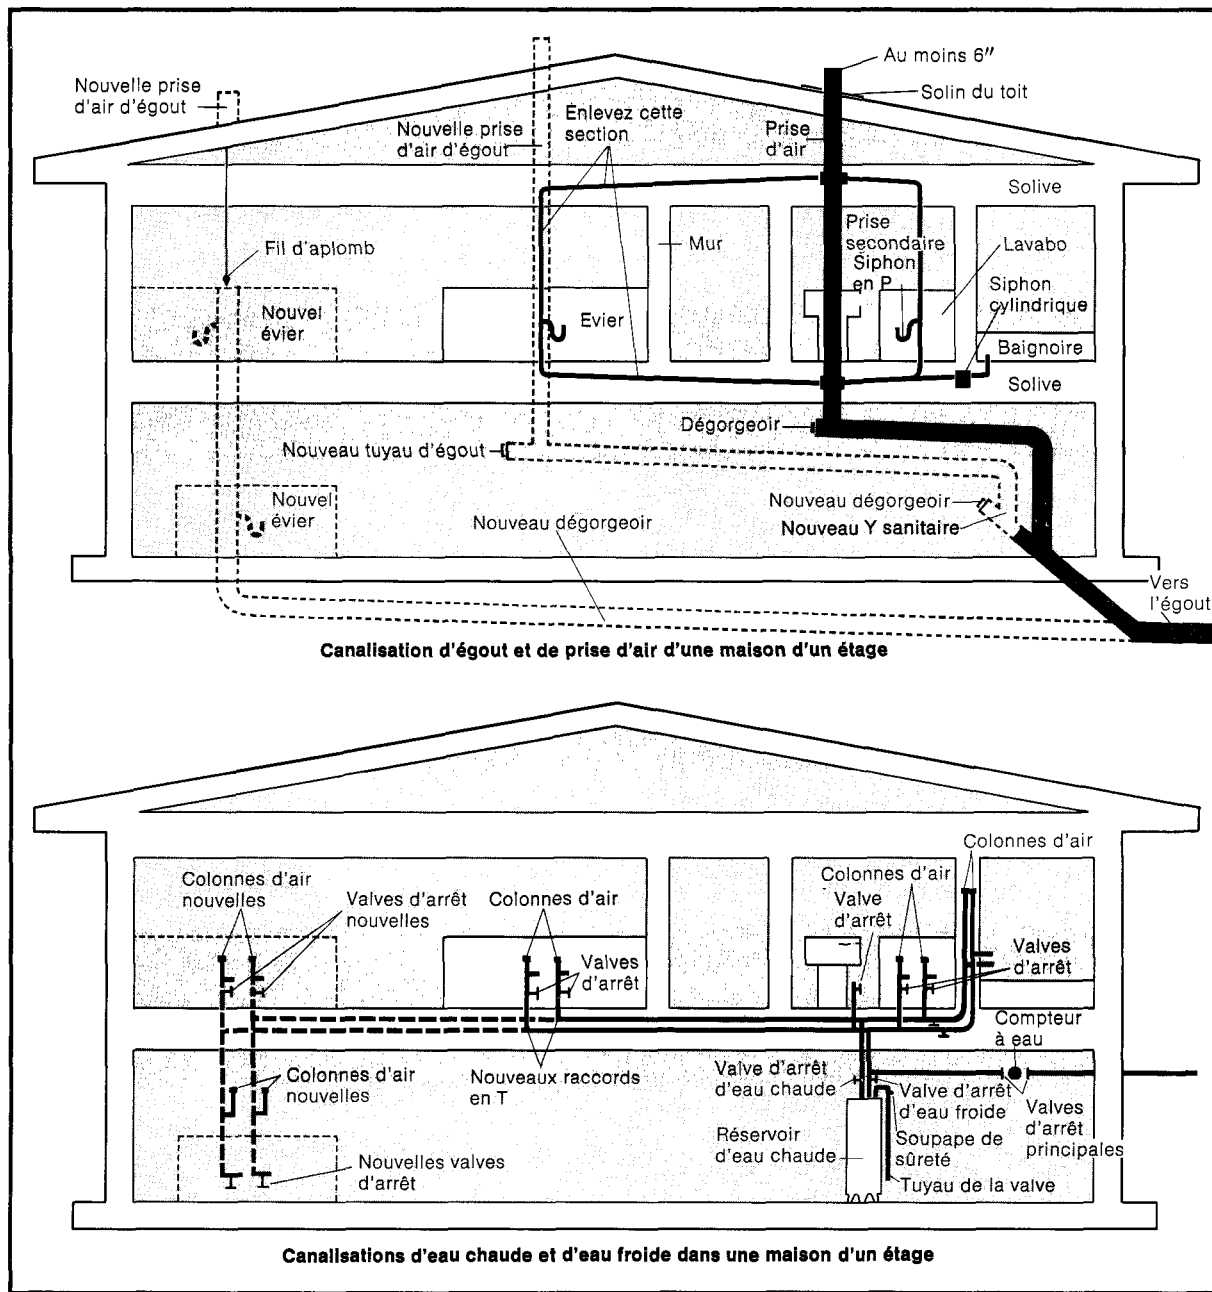 Au moins 6"
Solin du toit
Nouvelle prise
d'air d'égout
Nouvelle prise
d'air d'égout
Enlevez cette
section
Prise
d'air
Solive
Fil d'aplomb
Mur
Prise
secondaire
Siphon
en P
Lavabo
Siphon
cylindrique
Nouvel
évier
Evier
Baignoire
Solive
Dégorgeoir
Nouveau tuyau d'égout
Nouvel
évier
Nouveau dégorgeoir
Nouveau dégorgeoir
Nouveau Y sanitaire
Vers
l'égout
Canalisation d'égout et de prise d'air d'une maison d'un étage
Colonnes d'air
Colonnes d'air
nouvelles
Valves d'arrêt
nouvelles
Colonnes d'air
Colonnes d'air
Valve
d'arrêt
Valves
d'arrêt
Valves
d'arrêt
Compteur
à eau
Colonnes d'air
nouvelles
Nouveaux raccords
en T
Valve d'arrêt
d'eau chaude
Valve d'arrêt
d'eau froide
Valves
d'arrêt
principales
Réservoir
d'eau chaude
Soupape de
sûreté
Nouvelles valves
d'arrêt
Tuyau de la valve
Canalisations d'eau chaude et d'eau froide dans une maison d'un étage